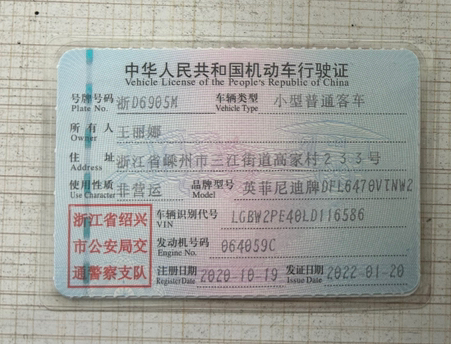 中华人民共和国机动车行驶证
Vehicle License of the People's Republic of China
号牌号码 浙D6905M 车辆类型 小型普通客车
Plate No. Vehicle Type
所有人 王丽娜
Owner
住址 浙江省嵊州市三江街道高家村233号
Address
使用性质 非营运 品牌型号 英菲尼迪牌DFL6470VTNW2
Use Character Model
浙江省绍兴
市公安局交
通警察支队
车辆识别代号 LGBW2PE40LD116586
VIN
发动机号码 064059C
Engine No.
注册日期 2020-10-19 发证日期 2022-01-20
Register Date Issue Date